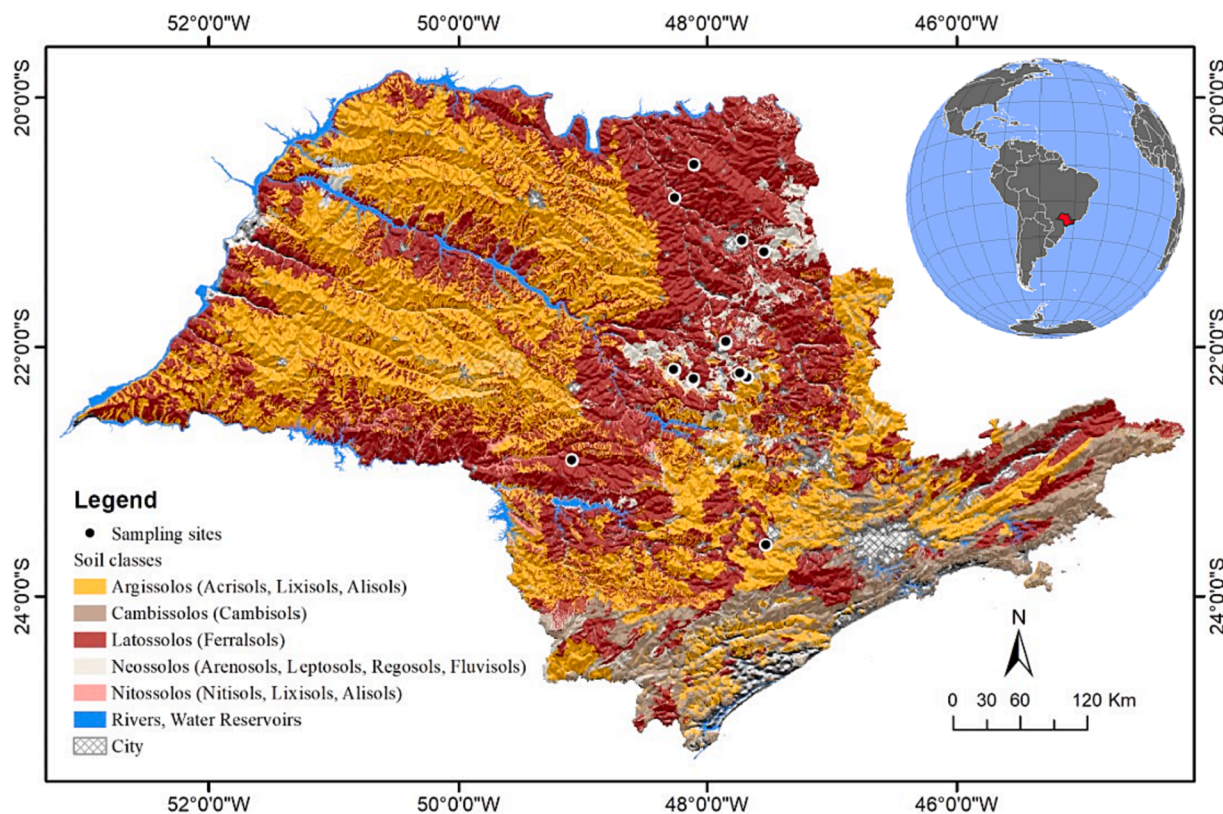 52°0'0"W 50°0'0"W 48°0'0"W 46°0'0"W
20°0'0"S 20°0'0"S
22°0'0"S 22°0'0"S
24°0'0"S 24°0'0"S
Legend
Sampling sites
Soil classes
Argissolos (Acrisols, Lixisols, Alisols)
Cambissolos (Cambisols)
Latossolos (Ferralsols)
Neossolos (Arenosols, Leptosols, Regosols, Fluvisols)
Nitossolos (Nitisols, Lixisols, Alisols)
Rivers, Water Reservoirs
City
N
0 30 60 120 Km
52°0'0"W 50°0'0"W 48°0'0"W 46°0'0"W